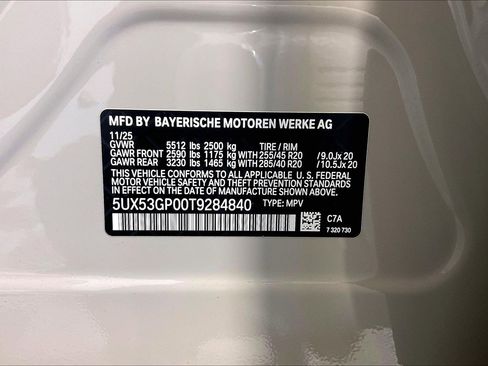 MFD BY BAYERISCHE MOTOREN WERKE AG
11/25
GVWR 5512 lbs 2500 kg TIRE / RIM
GAWR FRONT 2590 lbs 1175 kg WITH 255/45 R20 /9.0Jx 20
GAWR REAR 3230 lbs 1465 kg WITH 285/40 R20 /10.5Jx 20
THIS VEHICLE CONFORMS TO ALL APPLICABLE U. S. FEDERAL
MOTOR VEHICLE SAFETY AND THEFT PREVENTION STANDARDS
IN EFFECT ON THE DATE OF MANUFACTURE SHOWN ABOVE.
5UX53GP00T9284840 TYPE: MPV
C7A
7 320 730